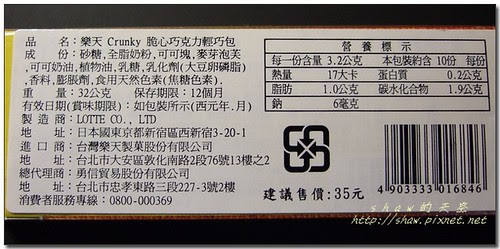 品　　名：樂天 Crunky 脆心巧克力輕巧包
成　　份：砂糖,全脂奶粉,可可塊,麥芽泡芙
,可可奶油,植物油,乳糖,乳化劑(大豆卵磷脂)
,香料,膨脹劑,食用天然色素(焦糖色素).
重　　量：32公克　保存期限：12個月
有效日期(賞味期限)：如包裝所示(西元年.月)
製 造 商：LOTTE CO., LTD
地　　址：日本國東京都新宿區西新宿3-20-1
進 口 商：台灣樂天製菓股份有限公司
地　　址：台北市大安區敦化南路2段76號13樓之2
總代理商：勇信貿易股份有限公司
地　　址：台北市忠孝東路三段227-3號2樓
消費者服務專線：0800-000369
營 養 標 示
每一份含量 3.2公克 本包裝約含 10份 每份
熱量 17大卡 蛋白質 0.2公克
脂肪 1.0公克 碳水化合物 1.9公克
鈉 6毫克
建議售價：35元
4903333016846
shaw的天空
http://shaw.pixnet.net